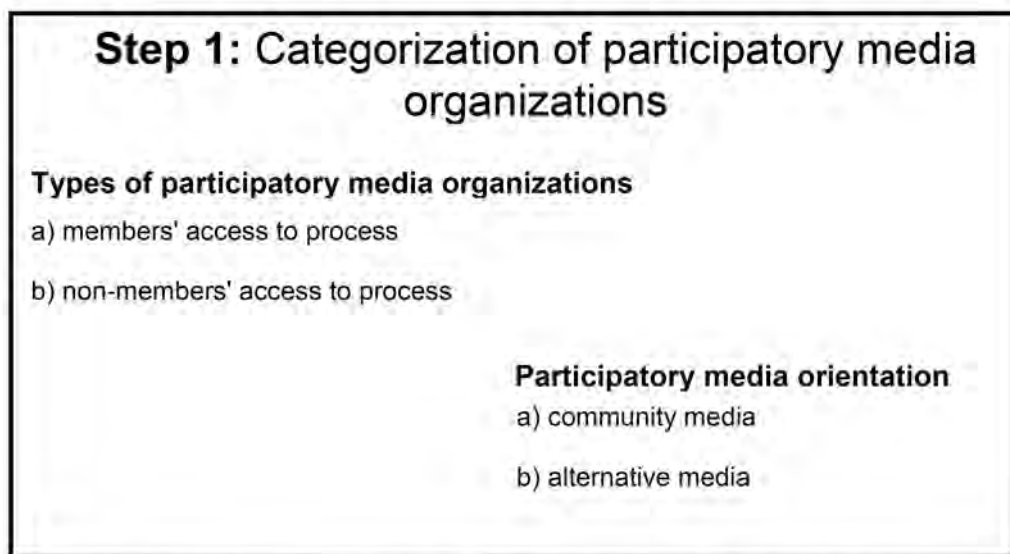 Step 1: Categorization of participatory media
organizations
Types of participatory media organizations
a) members' access to process
b) non-members' access to process
Participatory media orientation
a) community media
b) alternative media